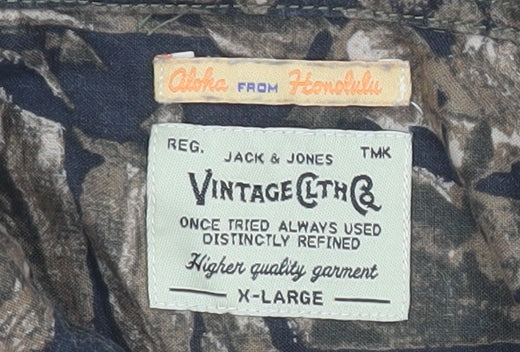 Aloha FROM Honolulu
REG. JACK & JONES TMK
VINTAGE CLTH CO
ONCE TRIED ALWAYS USED
DISTINCTLY REFINED
Higher quality garment
X-LARGE